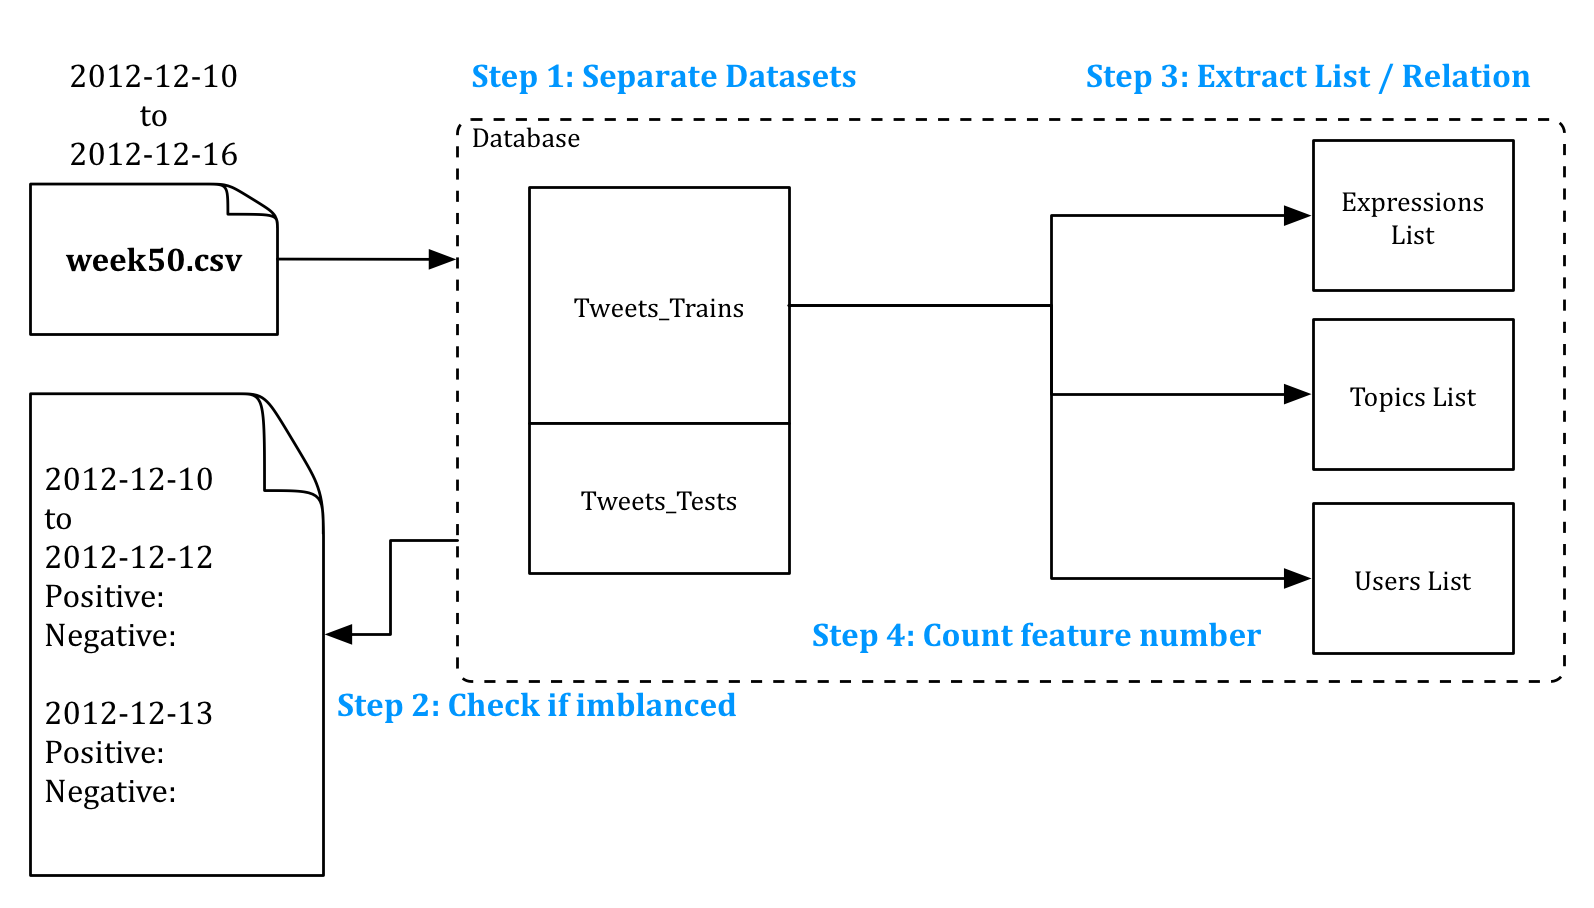 2012-12-10
to
2012-12-16
week50.csv
Step 1: Separate Datasets
Step 3: Extract List / Relation
Database
Tweets_Trains
Tweets_Tests
Expressions
List
Topics List
Users List
Step 4: Count feature number
Step 2: Check if imblanced
2012-12-10
to
2012-12-12
Positive:
Negative:
2012-12-13
Positive:
Negative: